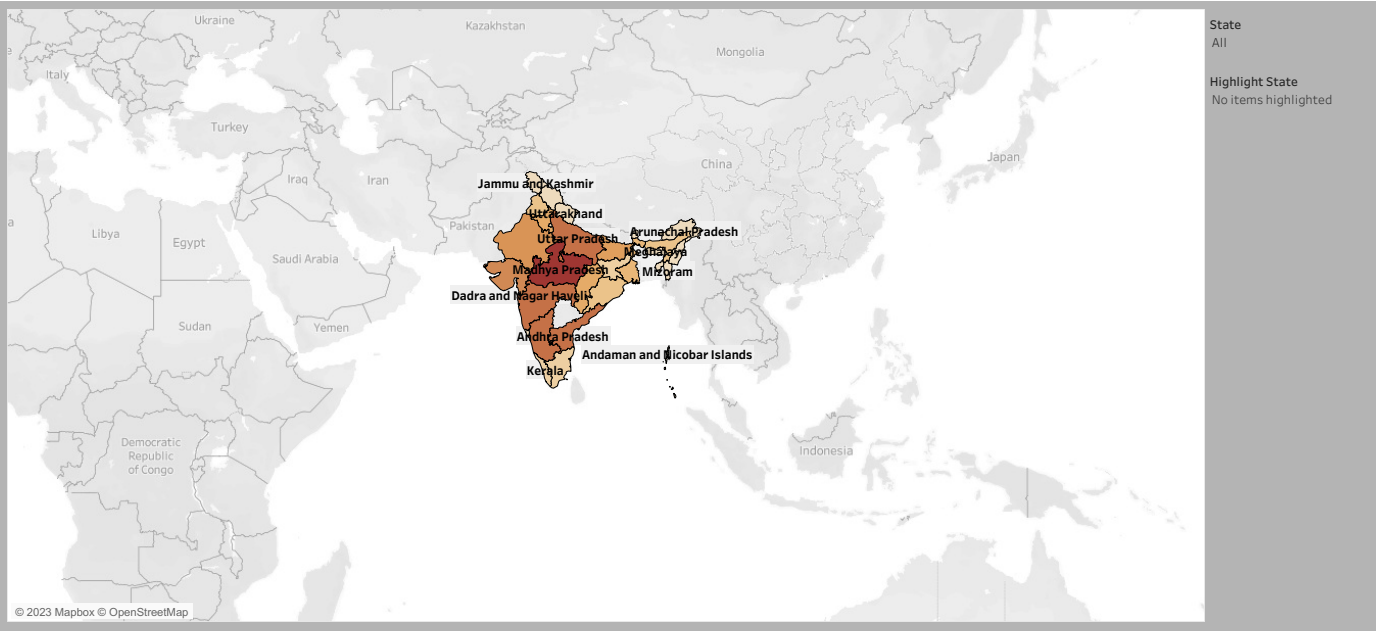 Ukraine
Kazakhstan
Mongolia
Italy
Turkey
China
Japan
Iraq
Iran
Jammu and Kashmir
Uttarakhand
Pakistan
Libya
Egypt
Arunachal Pradesh
Uttar Pradesh
Meghalaya
Saudi Arabia
Madhya Pradesh
Mizoram
Dadra and Nagar Haveli
Sudan
Yemen
Andhra Pradesh
Andaman and Nicobar Islands
Kerala
Democratic
Republic
of Congo
Indonesia
© 2023 Mapbox © OpenStreetMap
State
All
Highlight State
No items highlighted